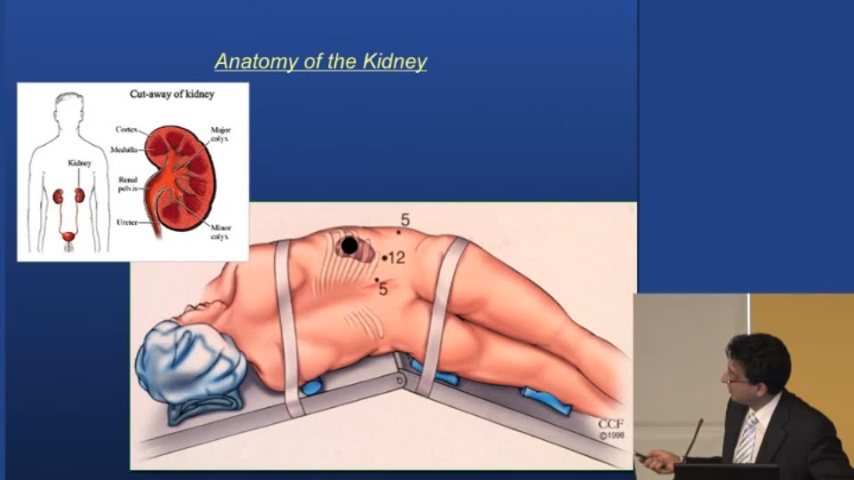 Anatomy of the Kidney
Cut-away of kidney
Cortex
Medulla
Renal
pelvis
Ureter
Major
calyx
Minor
calyx
Kidney
5
12
5
CCF
©1998